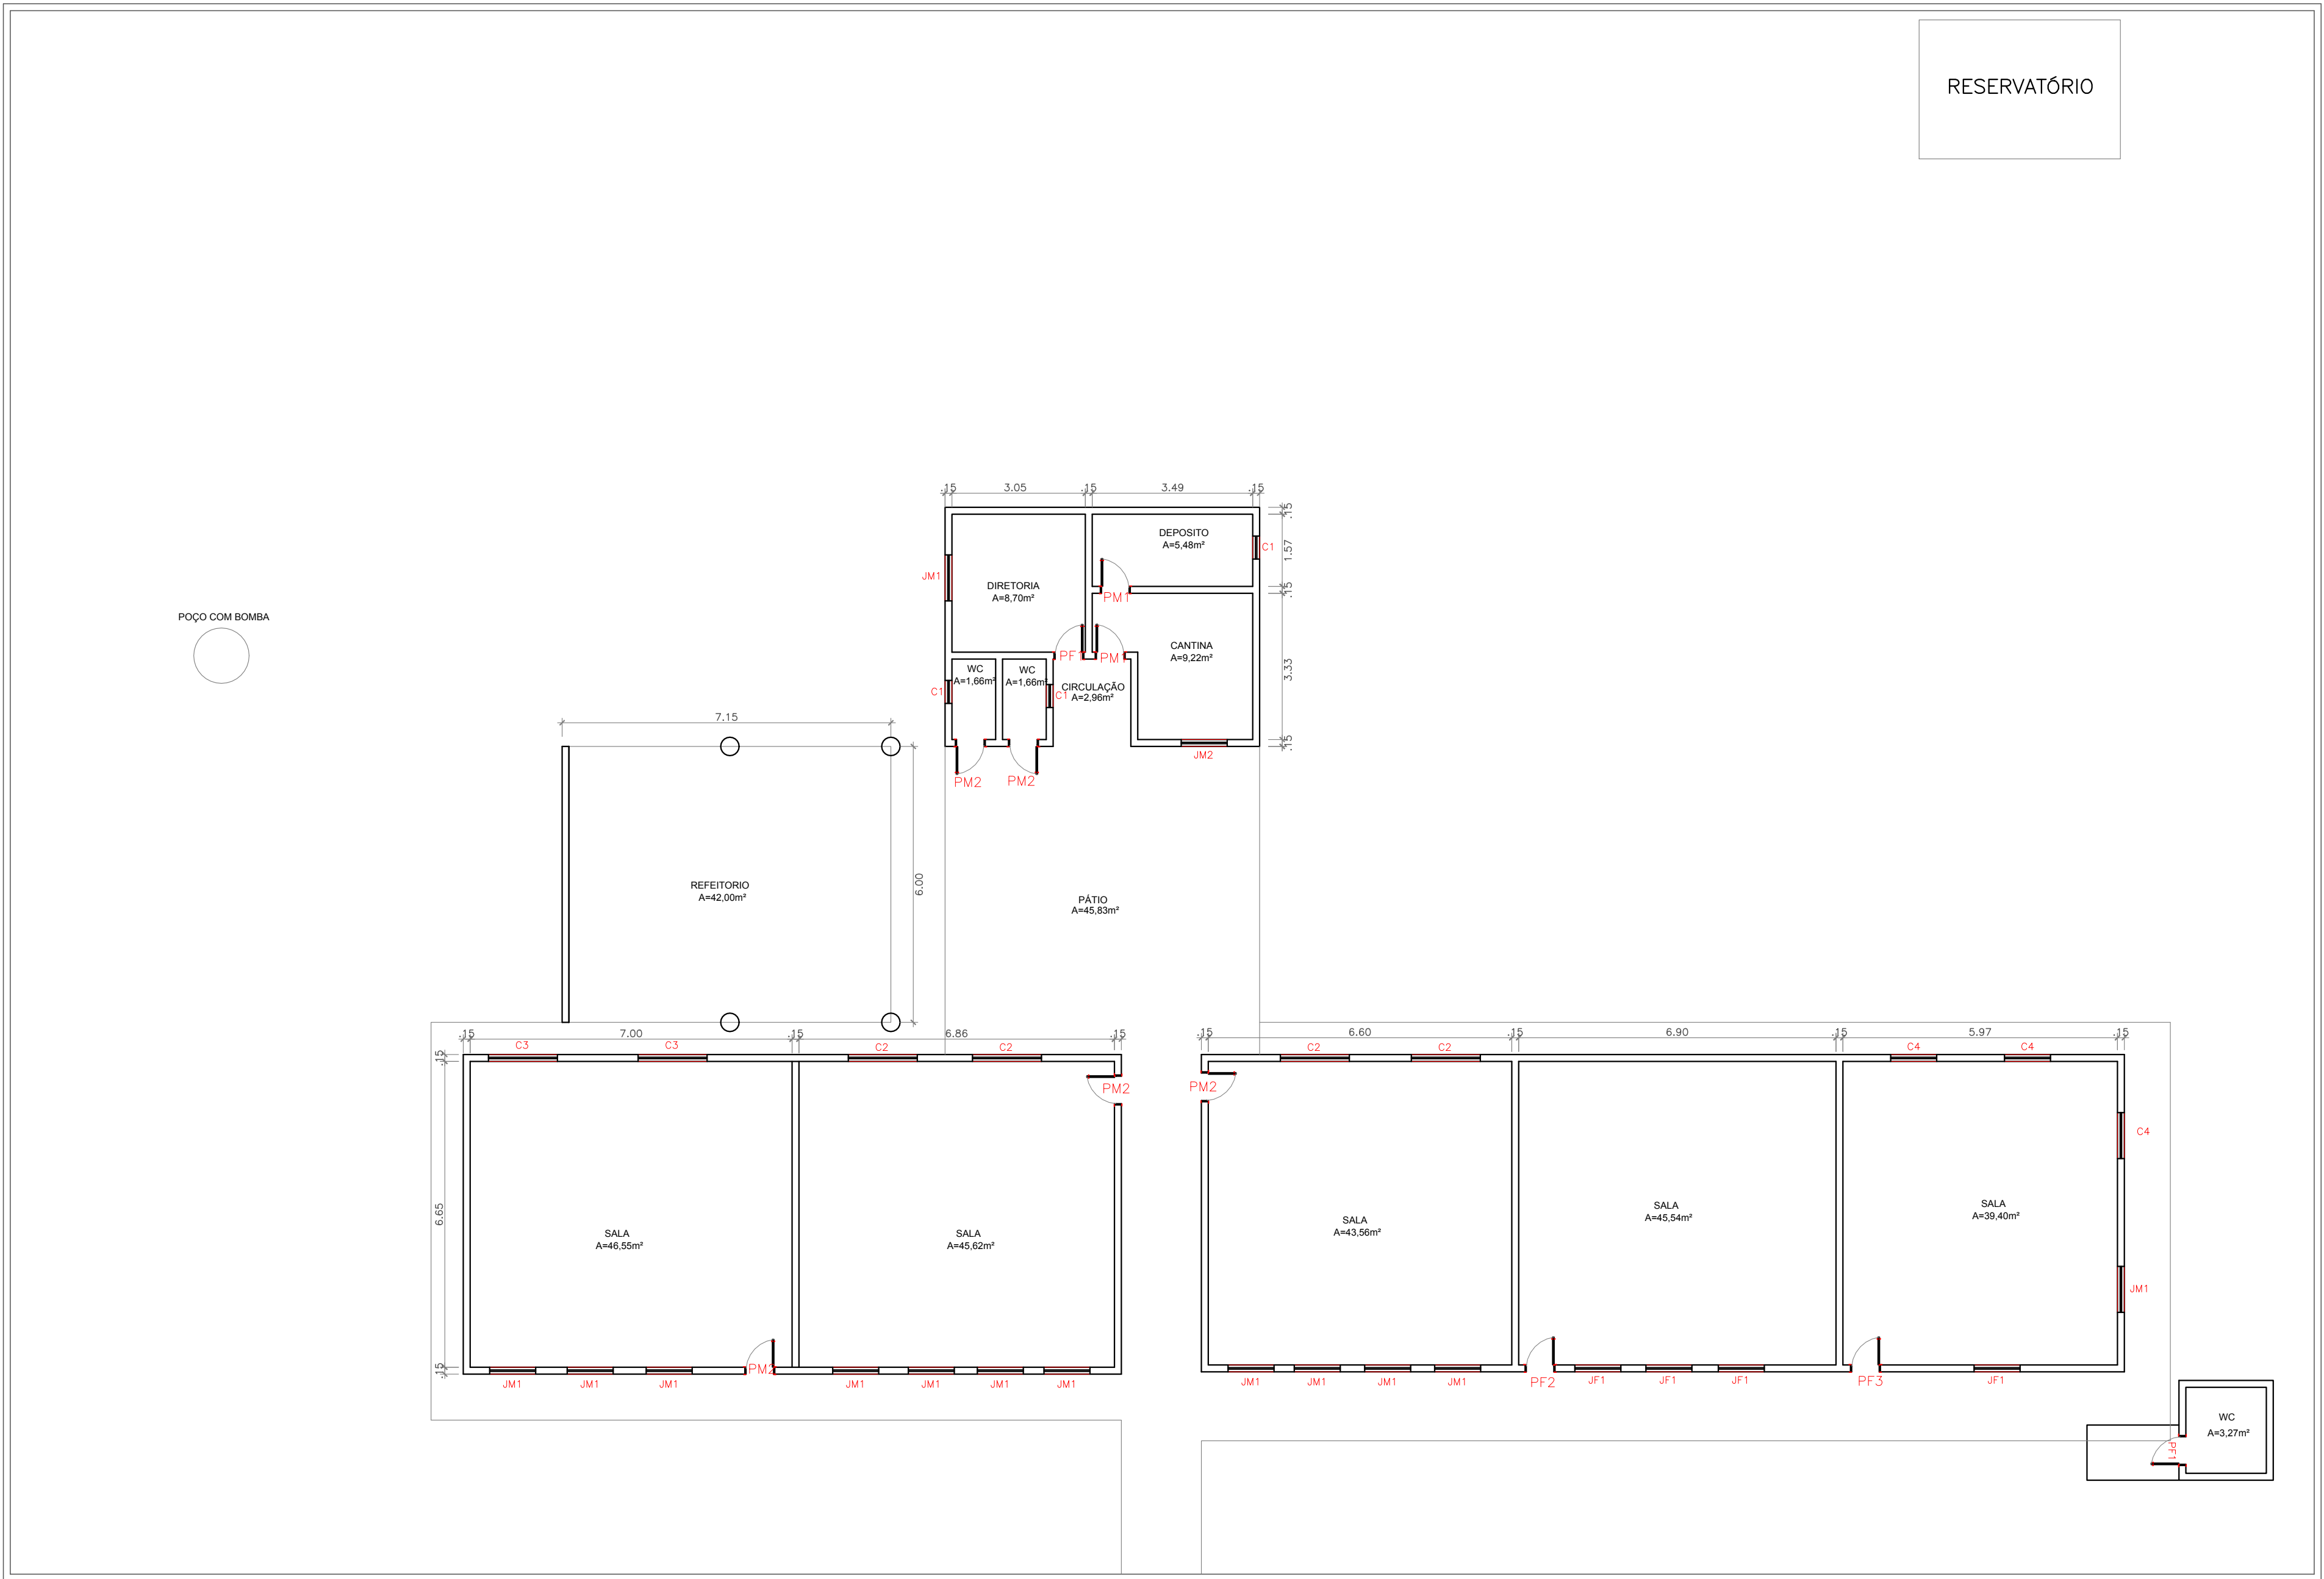 RESERVATÓRIO
.15 3.05 .15 3.49 .15
.15
DEPOSITO
A=5,48m²
C1
1.57
JM1
DIRETORIA
A=8,70m²
.15
PM1
POÇO COM BOMBA
CANTINA
A=9,22m²
PF1
PM1
3.33
WC
A=1,66m²
WC
A=1,66m²
C1
C1
CIRCULAÇÃO
A=2,96m²
7.15
.15
JM2
PM2
PM2
REFEITORIO
A=42,00m²
6.00
PÁTIO
A=45,83m²
.15 7.00 .15 6.86 .15
.15 6.60 .15 6.90 .15 5.97 .15
C3 C3 C2 C2
C2 C2 C4 C4
.15
PM2
PM2
C4
6.65
SALA
A=46,55m²
SALA
A=45,62m²
SALA
A=43,56m²
SALA
A=45,54m²
SALA
A=39,40m²
JM1
.15
PM2
JM1 JM1 JM1
JM1 JM1 JM1 JM1
JM1 JM1 JM1 JM1
PF2
JF1 JF1 JF1
PF3
JF1
WC
A=3,27m²
PF1